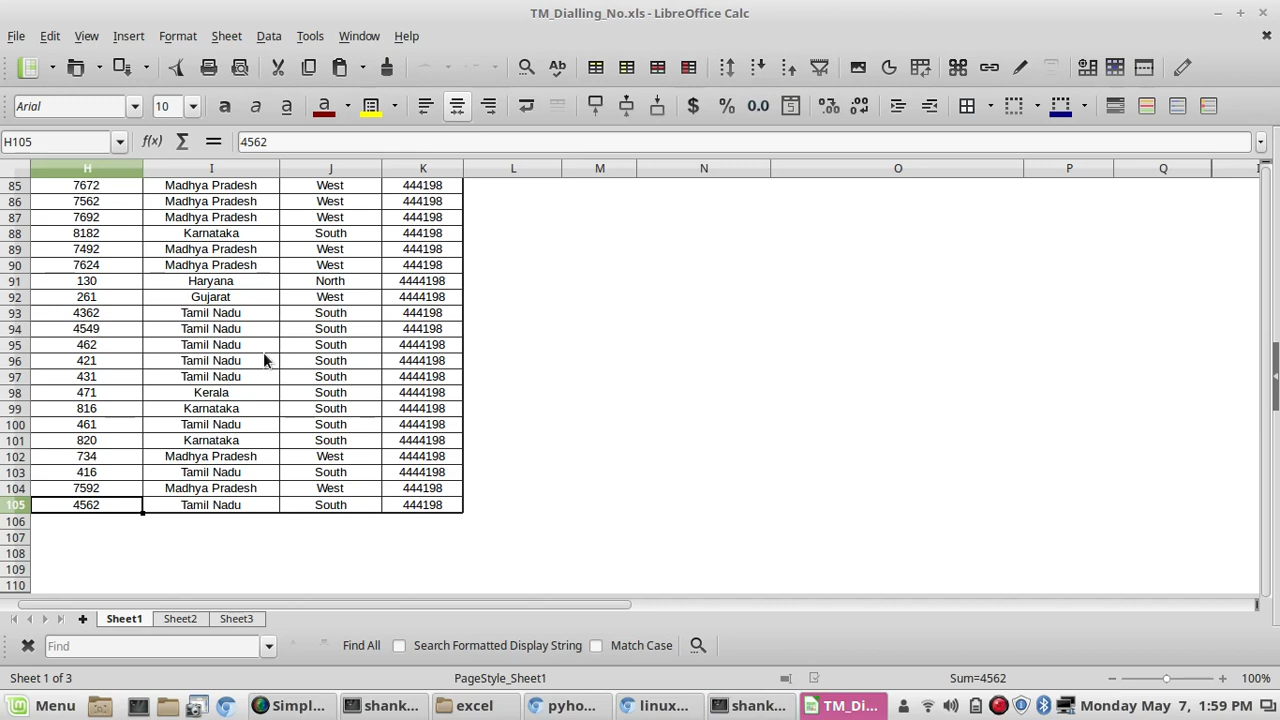 TM_Dialling_No.xls - LibreOffice Calc
File Edit View Insert Format Sheet Data Tools Window Help
Arial 10
H105 f(x) Σ = 4562
H I J K L M N O P Q
85 7672 Madhya Pradesh West 444198
86 7562 Madhya Pradesh West 444198
87 7692 Madhya Pradesh West 444198
88 8182 Karnataka South 444198
89 7492 Madhya Pradesh West 444198
90 7624 Madhya Pradesh West 444198
91 130 Haryana North 4444198
92 261 Gujarat West 4444198
93 4362 Tamil Nadu South 444198
94 4549 Tamil Nadu South 444198
95 462 Tamil Nadu South 4444198
96 421 Tamil Nadu South 4444198
97 431 Tamil Nadu South 4444198
98 471 Kerala South 4444198
99 816 Karnataka South 4444198
100 461 Tamil Nadu South 4444198
101 820 Karnataka South 4444198
102 734 Madhya Pradesh West 4444198
103 416 Tamil Nadu South 4444198
104 7592 Madhya Pradesh West 444198
105 4562 Tamil Nadu South 444198
106
107
108
109
110
Sheet1 Sheet2 Sheet3
Find Find All Search Formatted Display String Match Case
Sheet 1 of 3 PageStyle_Sheet1 Sum=4562 100%
Menu Simpl... shank... excel pyho... linux... shank... TM_Di... Monday May 7, 1:59 PM